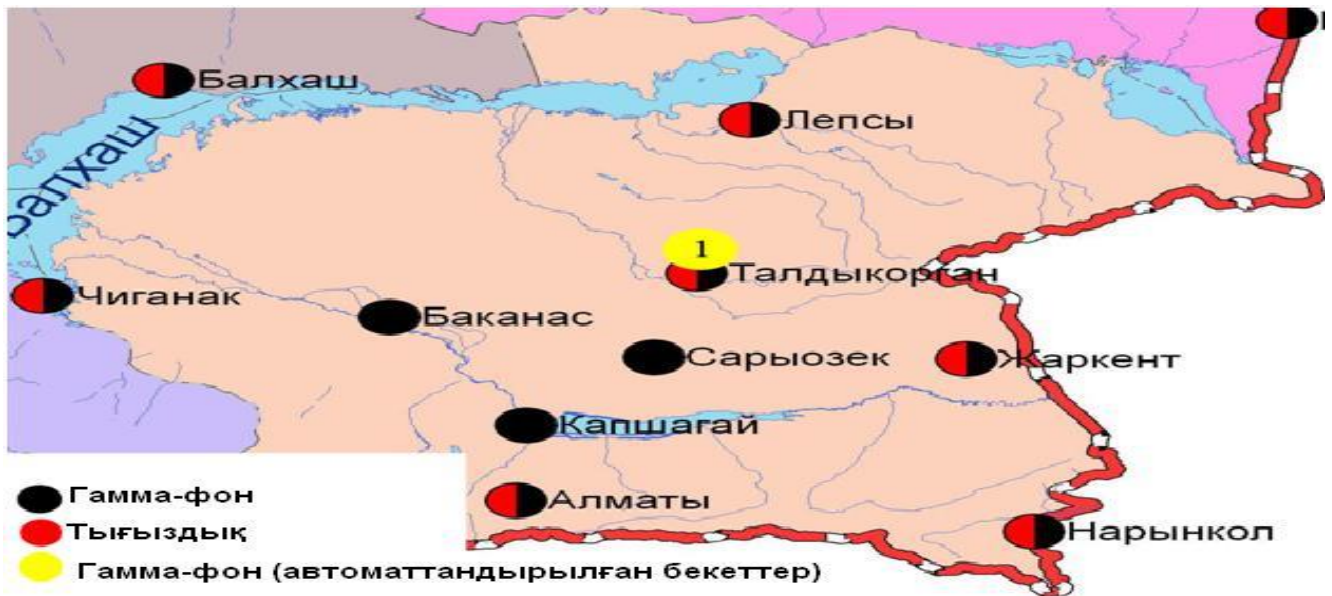 Балхаш
Балхаш
Лепсы
1
Талдыкорган
Чиганак
Баканас
Сарыозек
Жаркент
Капшагай
Алматы
Нарынкол
Гамма-фон
Тығыздық
Гамма-фон (автоматтандырылған бекеттер)